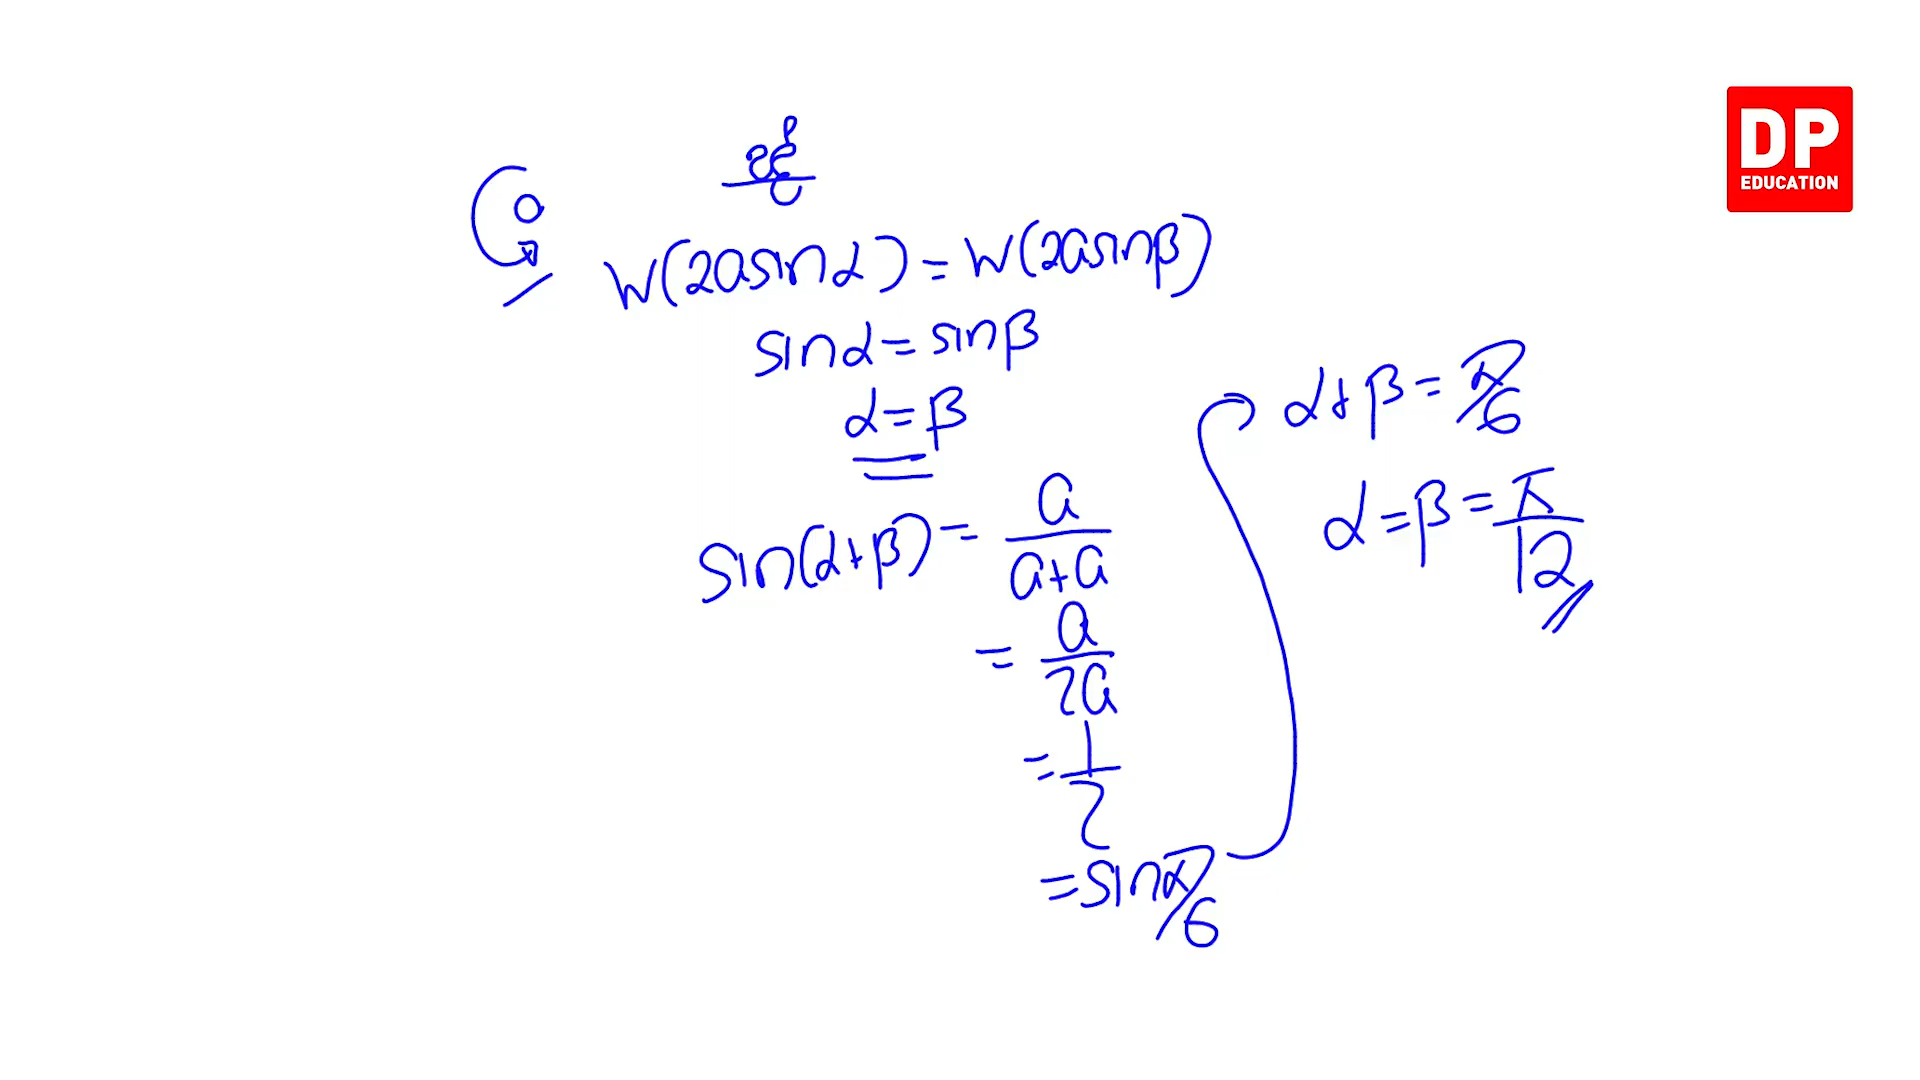 DP
EDUCATION
O
W(2asinα) = W(2asinβ)
sinα = sinβ
α = β
sin(α+β) = a/(a+a)
= a/2a
= 1/2
= sinπ/6
α+β = π/6
α = β = π/12